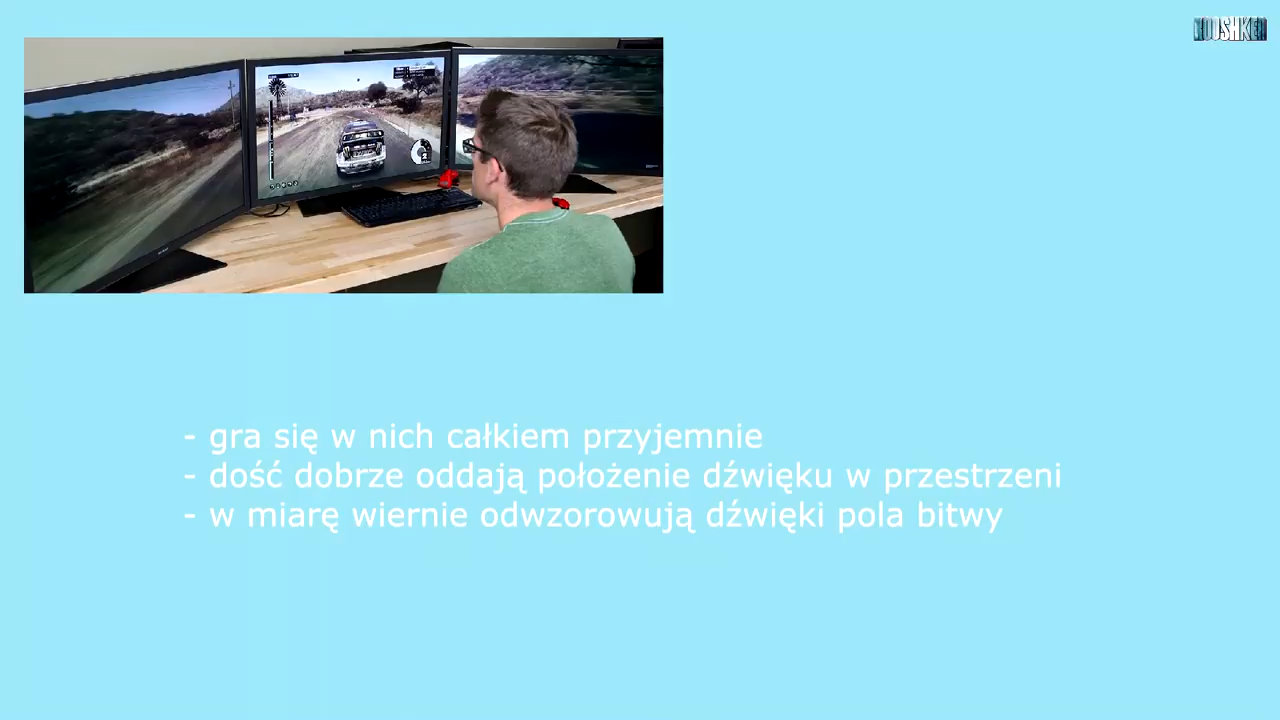 - gra się w nich całkiem przyjemnie
- dość dobrze oddają położenie dźwięku w przestrzeni
- w miarę wiernie odwzorowują dźwięki pola bitwy